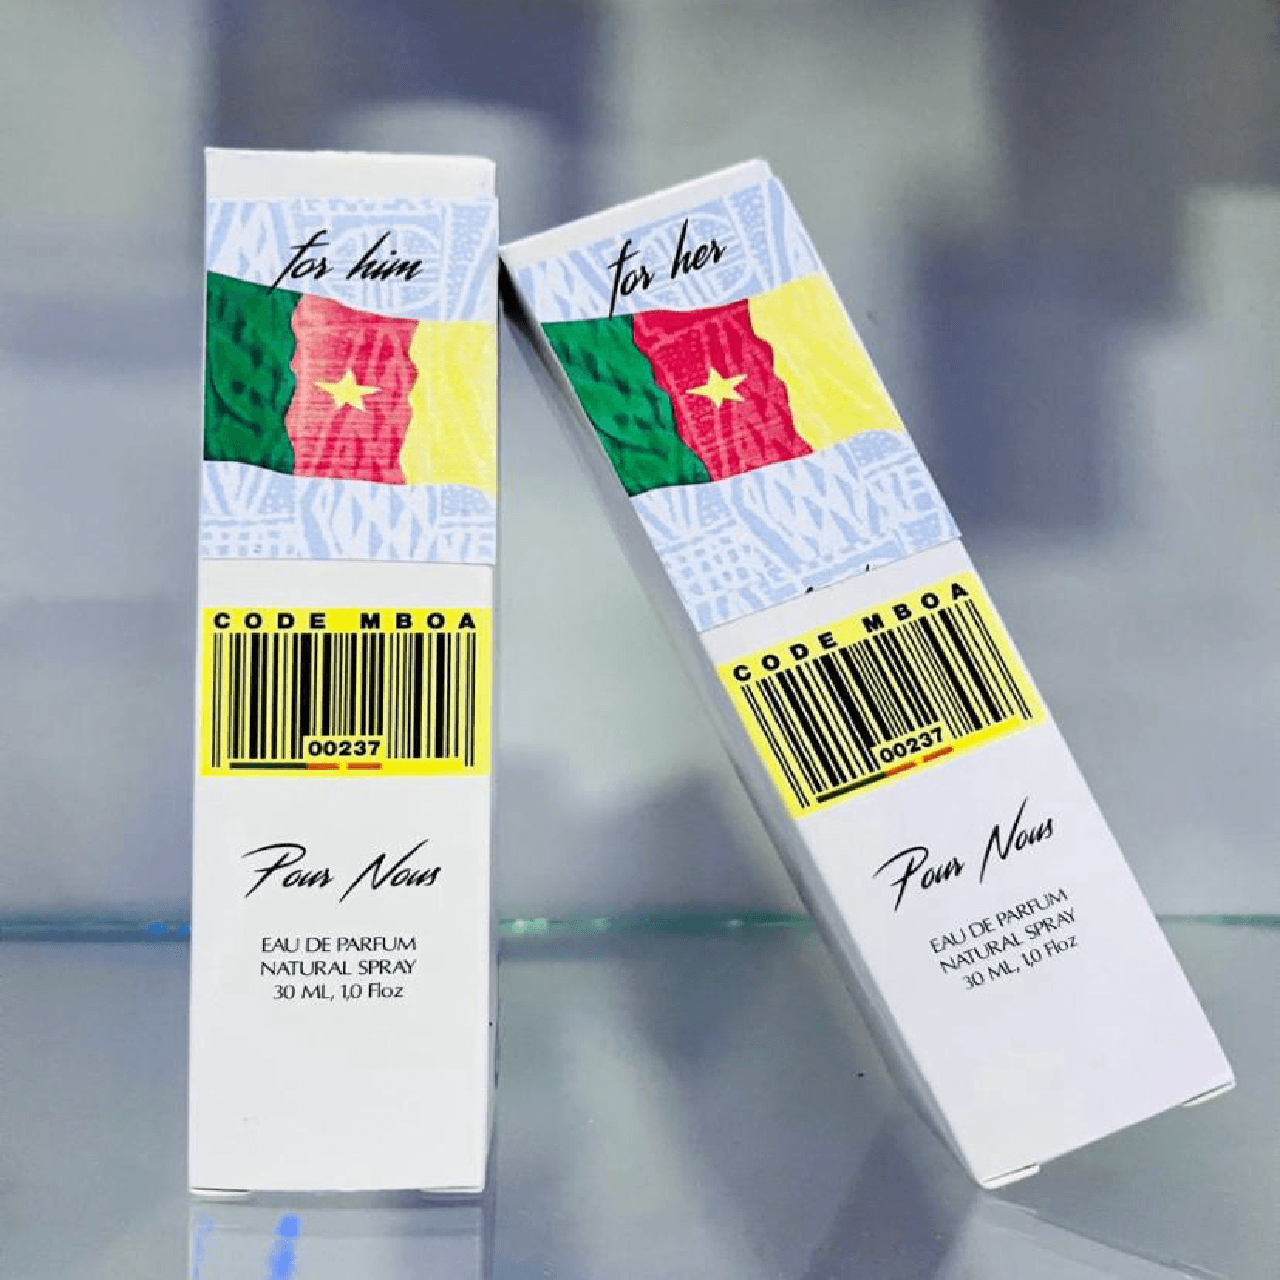 for him
CODE MBOA
00237
Pour Nous
EAU DE PARFUM
NATURAL SPRAY
30 ML, 1,0 Floz
for her
CODE MBOA
00237
Pour Nous
EAU DE PARFUM
NATURAL SPRAY
30 ML, 1,0 Floz